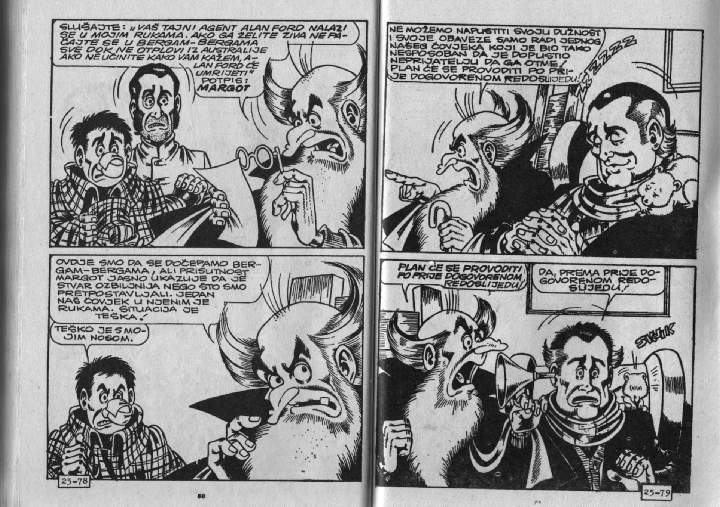 SLUŠAJTE: „VAŠ TAJNI AGENT ALAN FORD NALAZI
SE U MOJIM RUKAMA. AKO GA ŽELITE ŽIVA NE PA-
ČAJTE SE U BERGAM-BERGAMA
SVE DOK NE OTPLOVI IZ AUSTRALIJE
AKO NE UČINITE KAKO VAM KAŽEM, A-
LAN FORD ĆE
UMRIJETI!"
POTPIS:
MARGOT
OVDJE SMO DA SE DOČEPAMO BER-
GAM-BERGAMA, ALI PRISUTNOST
MARGOT JASNO UKAZUJE DA JE
STVAR OZBILJNIJA NEGO ŠTO SMO
PRETPOSTAVLJALI. JEDAN
NAŠ ČOVJEK U NJENIM JE
RUKAMA. SITUACIJA JE
TEŠKA!
TEŠKO JE S MO-
JIM NOSOM.
25-78
88
NE MOŽEMO NAPUSTITI SVOJU DUŽNOST
I SVOJE OBAVEZE SAMO RADI JEDNOG
NAŠEG ČOVJEKA KOJI JE BIO TAKO
NESPOSOBAN DA JE DOPUSTIO
NEPRIJATELJU DA GA OTME!
PLAN ĆE SE PROVODITI PO PRI-
JE DOGOVORENOM REDOSLIJEDU!
ZZZZZ
PLAN ĆE SE PROVODITI
PO PRIJE DOGOVORENOM
REDOSLIJEDU!
DA, PREMA PRIJE DO-
GOVORENOM REDO-
SLIJEDU!
25-79